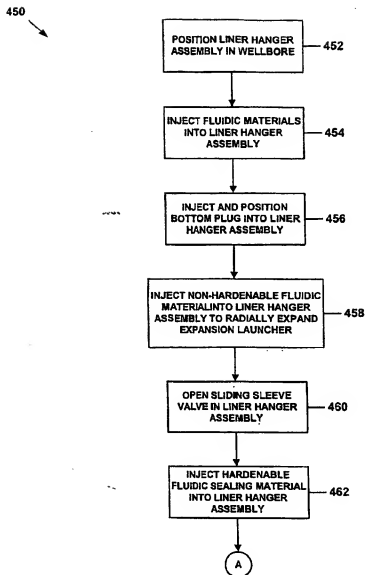 450
POSITION LINER HANGER
ASSEMBLY IN WELLBORE
452
INJECT FLUIDIC MATERIALS
INTO LINER HANGER
ASSEMBLY
454
INJECT AND POSITION
BOTTOM PLUG INTO LINER
HANGER ASSEMBLY
456
INJECT NON-HARDENABLE FLUIDIC
MATERIALINTO LINER HANGER
ASSEMBLY TO RADIALLY EXPAND
EXPANSION LAUNCHER
458
OPEN SLIDING SLEEVE
VALVE IN LINER HANGER
ASSEMBLY
460
INJECT HARDENABLE
FLUIDIC SEALING MATERIAL
INTO LINER HANGER
ASSEMBLY
462
A